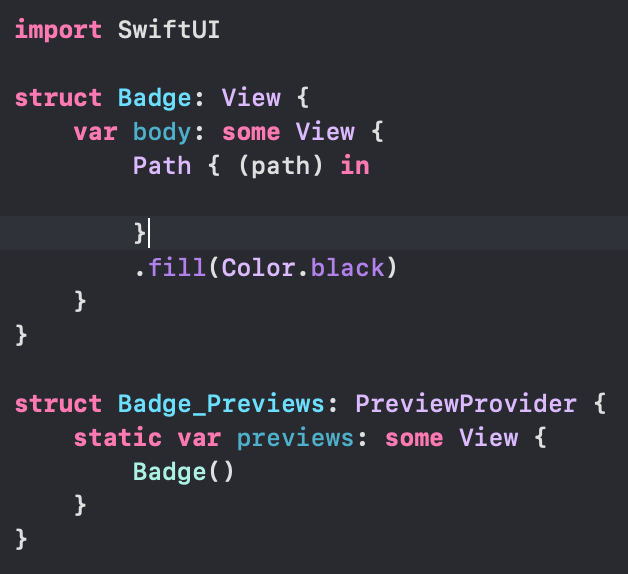 import SwiftUI
struct Badge: View {
    var body: some View {
        Path { (path) in
        }
        .fill(Color.black)
    }
}
struct Badge_Previews: PreviewProvider {
    static var previews: some View {
        Badge()
    }
}